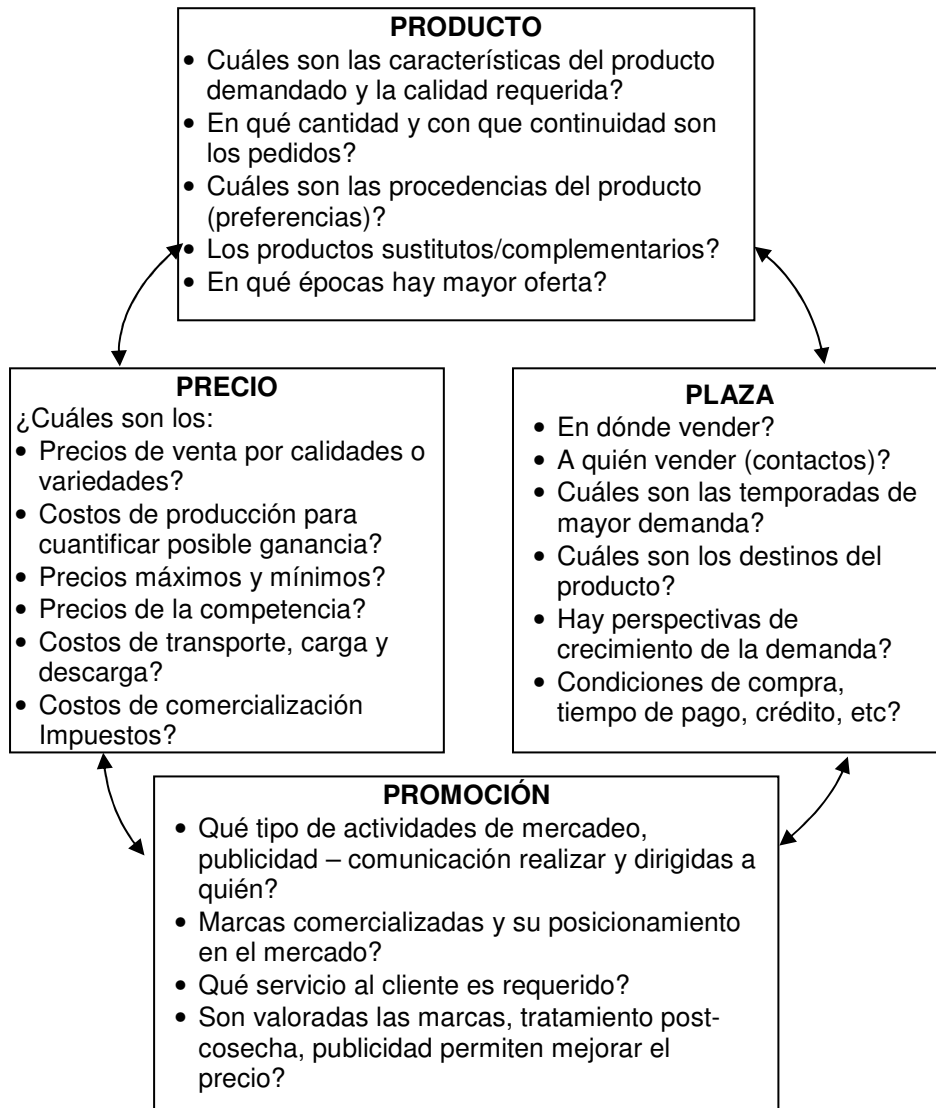 PRODUCTO
• Cuáles son las características del producto
demandado y la calidad requerida?
• En qué cantidad y con que continuidad son
los pedidos?
• Cuáles son las procedencias del producto
(preferencias)?
• Los productos sustitutos/complementarios?
• En qué épocas hay mayor oferta?
PRECIO
¿Cuáles son los:
• Precios de venta por calidades o
variedades?
• Costos de producción para
cuantificar posible ganancia?
• Precios máximos y mínimos?
• Precios de la competencia?
• Costos de transporte, carga y
descarga?
• Costos de comercialización
Impuestos?
PLAZA
• En dónde vender?
• A quién vender (contactos)?
• Cuáles son las temporadas de
mayor demanda?
• Cuáles son los destinos del
producto?
• Hay perspectivas de
crecimiento de la demanda?
• Condiciones de compra,
tiempo de pago, crédito, etc?
PROMOCIÓN
• Qué tipo de actividades de mercadeo,
publicidad – comunicación realizar y dirigidas a
quién?
• Marcas comercializadas y su posicionamiento
en el mercado?
• Qué servicio al cliente es requerido?
• Son valoradas las marcas, tratamiento post-
cosecha, publicidad permiten mejorar el
precio?